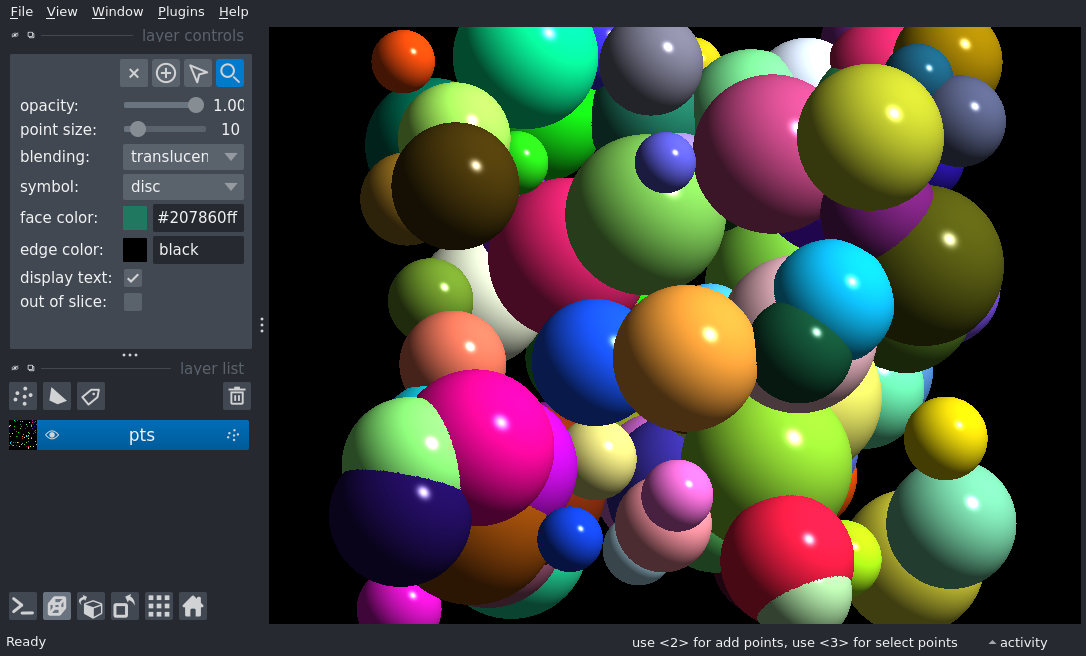 File View Window Plugins Help
layer controls
opacity: 1.00
point size: 10
blending: translucen
symbol: disc
face color: #207860ff
edge color: black
display text:
out of slice:
layer list
pts
Ready
use <2> for add points, use <3> for select points
activity